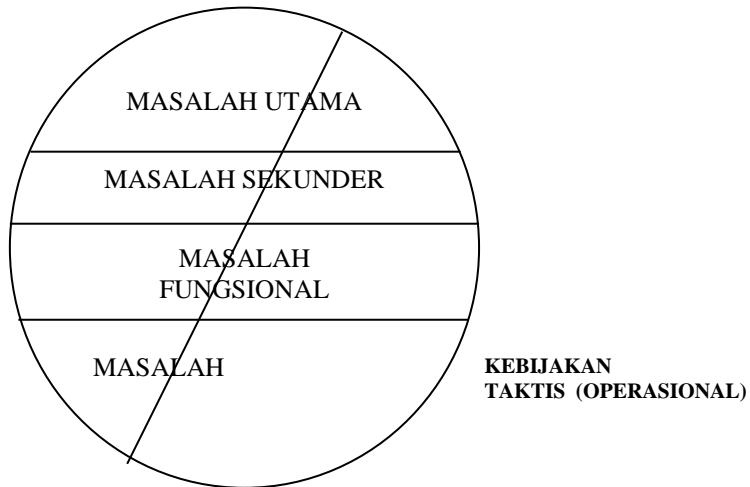 MASALAH UTAMA
MASALAH SEKUNDER
MASALAH
FUNGSIONAL
MASALAH
KEBIJAKAN
TAKTIS (OPERASIONAL)